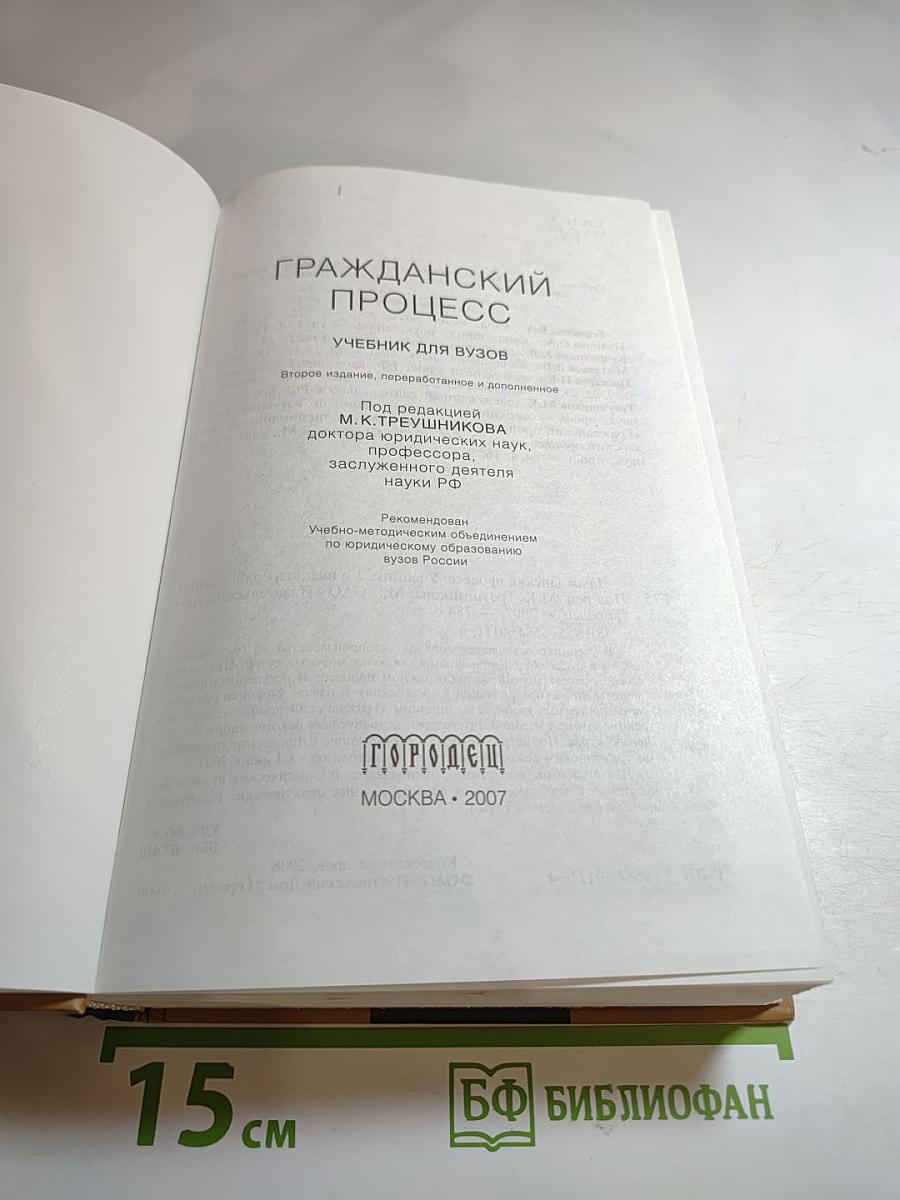 ГРАЖДАНСКИЙ
ПРОЦЕСС
УЧЕБНИК ДЛЯ ВУЗОВ
Второе издание, переработанное и дополненное
Под редакцией
М.К.ТРЕУШНИКОВА
доктора юридических наук,
профессора,
заслуженного деятеля
науки РФ
Рекомендован
Учебно-методическим объединением
по юридическому образованию
вузов России
ГОРОДЕЦ
МОСКВА • 2007
15 см
БФ БИБЛИОФАН